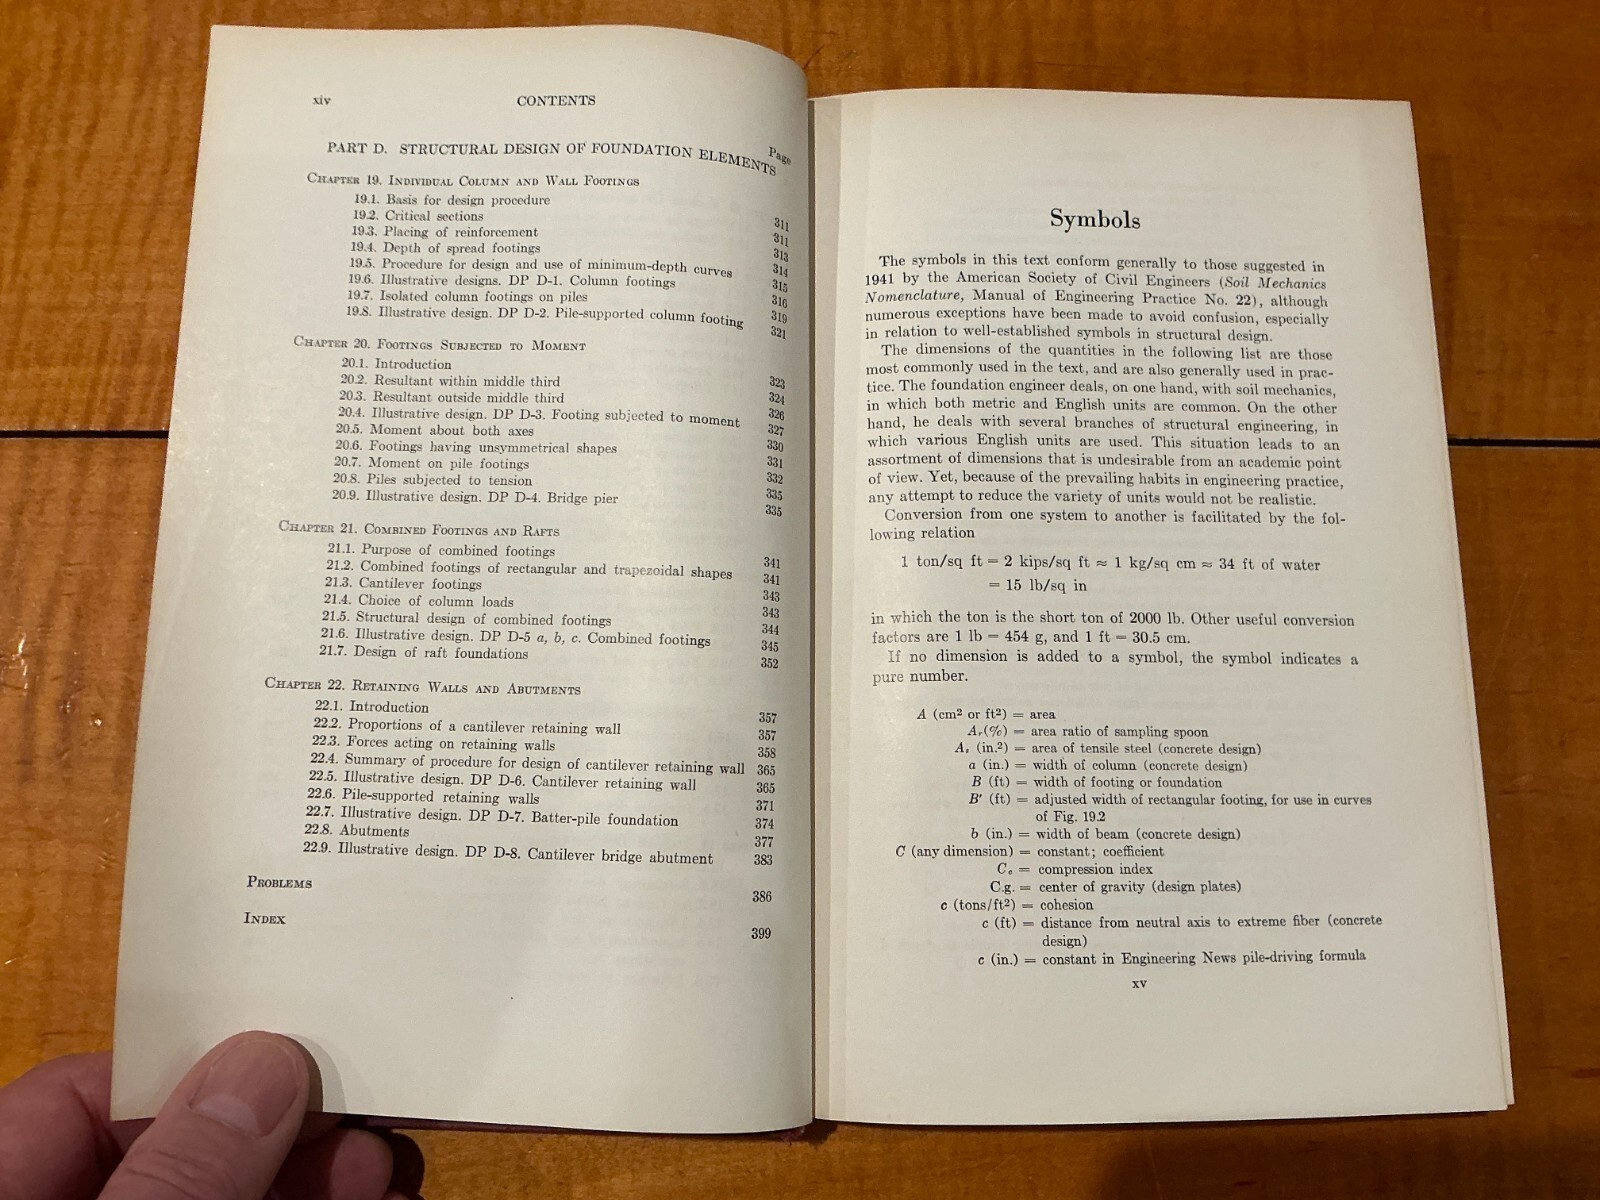 xiv CONTENTS
PART D. STRUCTURAL DESIGN OF FOUNDATION ELEMENTS
Page
CHAPTER 19. INDIVIDUAL COLUMN AND WALL FOOTINGS
19.1. Basis for design procedure 311
19.2. Critical sections 311
19.3. Placing of reinforcement 313
19.4. Depth of spread footings 314
19.5. Procedure for design and use of minimum-depth curves 315
19.6. Illustrative designs. DP D-1. Column footings 316
19.7. Isolated column footings on piles 319
19.8. Illustrative design. DP D-2. Pile-supported column footing 321
CHAPTER 20. FOOTINGS SUBJECTED TO MOMENT
20.1. Introduction 323
20.2. Resultant within middle third 324
20.3. Resultant outside middle third 326
20.4. Illustrative design. DP D-3. Footing subjected to moment 327
20.5. Moment about both axes 330
20.6. Footings having unsymmetrical shapes 331
20.7. Moment on pile footings 332
20.8. Piles subjected to tension 335
20.9. Illustrative design. DP D-4. Bridge pier 335
CHAPTER 21. COMBINED FOOTINGS AND RAFTS
21.1. Purpose of combined footings 341
21.2. Combined footings of rectangular and trapezoidal shapes 341
21.3. Cantilever footings 343
21.4. Choice of column loads 343
21.5. Structural design of combined footings 344
21.6. Illustrative design. DP D-5 a, b, c. Combined footings 345
21.7. Design of raft foundations 352
CHAPTER 22. RETAINING WALLS AND ABUTMENTS
22.1. Introduction 357
22.2. Proportions of a cantilever retaining wall 357
22.3. Forces acting on retaining walls 358
22.4. Summary of procedure for design of cantilever retaining wall 365
22.5. Illustrative design. DP D-6. Cantilever retaining wall 365
22.6. Pile-supported retaining walls 371
22.7. Illustrative design. DP D-7. Batter-pile foundation 374
22.8. Abutments 377
22.9. Illustrative design. DP D-8. Cantilever bridge abutment 383
PROBLEMS 386
INDEX 399
Symbols
The symbols in this text conform generally to those suggested in
1941 by the American Society of Civil Engineers (Soil Mechanics
Nomenclature, Manual of Engineering Practice No. 22), although
numerous exceptions have been made to avoid confusion, especially
in relation to well-established symbols in structural design.
The dimensions of the quantities in the following list are those
most commonly used in the text, and are also generally used in prac-
tice. The foundation engineer deals, on one hand, with soil mechanics,
in which both metric and English units are common. On the other
hand, he deals with several branches of structural engineering, in
which various English units are used. This situation leads to an
assortment of dimensions that is undesirable from an academic point
of view. Yet, because of the prevailing habits in engineering practice,
any attempt to reduce the variety of units would not be realistic.
Conversion from one system to another is facilitated by the fol-
lowing relation
1 ton/sq ft = 2 kips/sq ft ≈ 1 kg/sq cm ≈ 34 ft of water
= 15 lb/sq in
in which the ton is the short ton of 2000 lb. Other useful conversion
factors are 1 lb = 454 g, and 1 ft = 30.5 cm.
If no dimension is added to a symbol, the symbol indicates a
pure number.
A (cm² or ft²) = area
Aᵣ(%) = area ratio of sampling spoon
Aₛ (in.²) = area of tensile steel (concrete design)
a (in.) = width of column (concrete design)
B (ft) = width of footing or foundation
B′ (ft) = adjusted width of rectangular footing, for use in curves
of Fig. 19.2
b (in.) = width of beam (concrete design)
C (any dimension) = constant; coefficient
C꜀ = compression index
C.g. = center of gravity (design plates)
c (tons/ft²) = cohesion
c (ft) = distance from neutral axis to extreme fiber (concrete
design)
c (in.) = constant in Engineering News pile-driving formula
xv